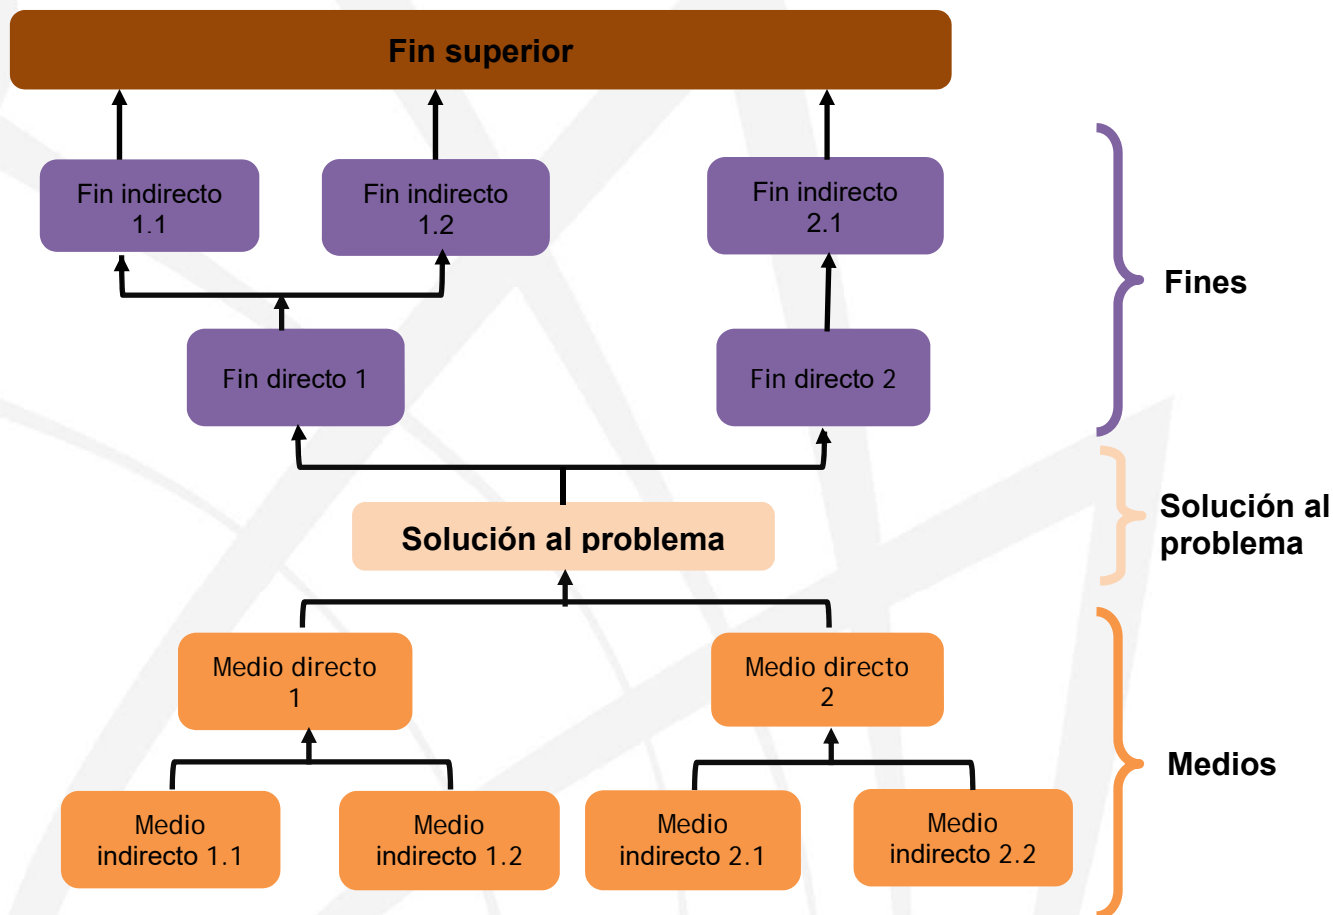 Fin superior
Fin indirecto
1.1
Fin indirecto
1.2
Fin indirecto
2.1
Fines
Fin directo 1
Fin directo 2
Solución al problema
Solución al
problema
Medio directo
1
Medio directo
2
Medios
Medio
indirecto 1.1
Medio
indirecto 1.2
Medio
indirecto 2.1
Medio
indirecto 2.2